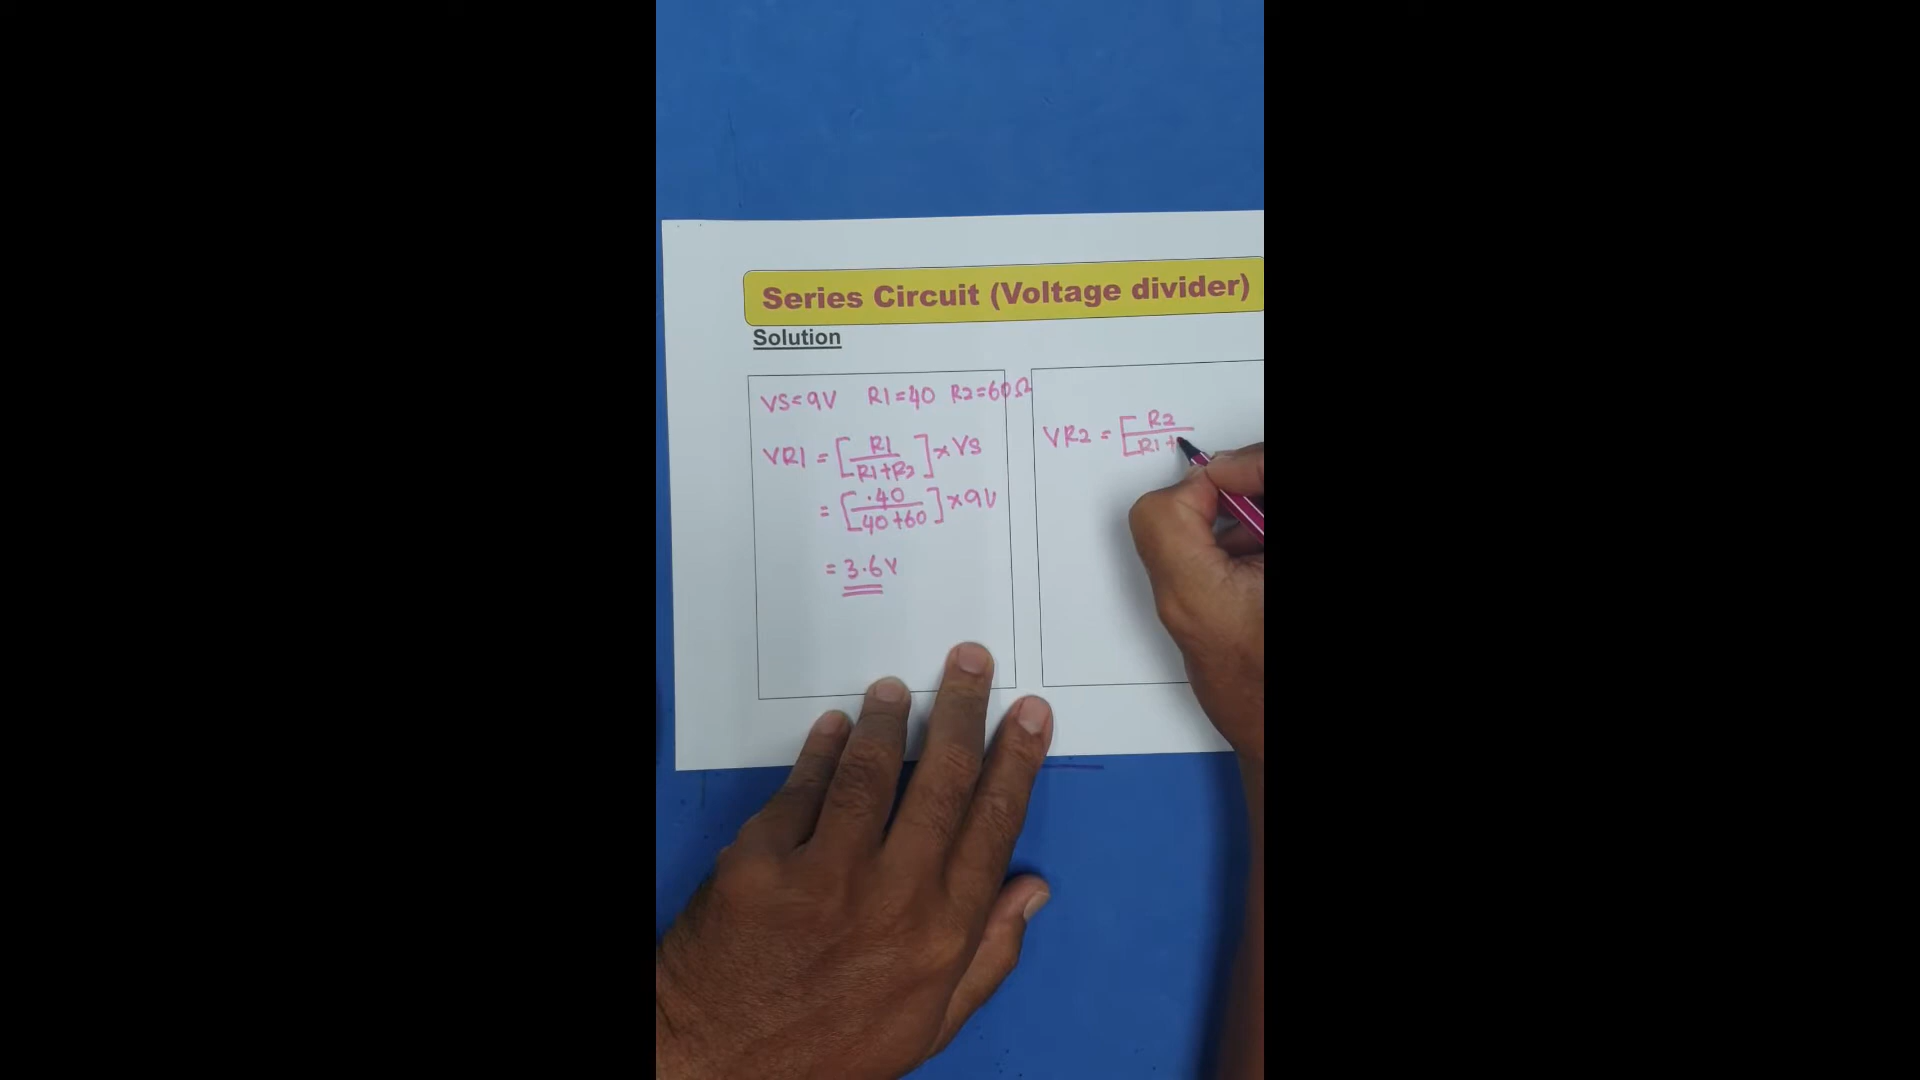 Series Circuit (Voltage divider)
Solution
VS=9V R1=40 R2=60Ω
VR1 = [R1 / R1+R2] × VS
= [.40 / 40+60] × 9V
= 3.6V
VR2 = [R2 / R1+